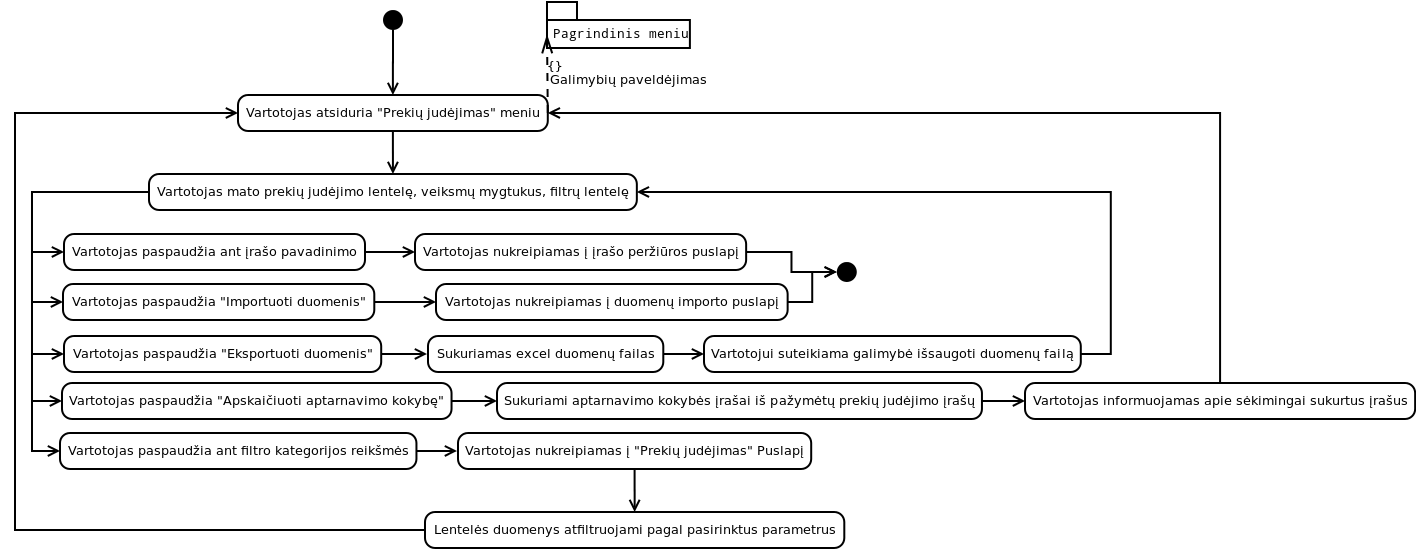 Pagrindinis meniu
{}
Galimybių paveldėjimas
Vartotojas atsiduria "Prekių judėjimas" meniu
Vartotojas mato prekių judėjimo lentelę, veiksmų mygtukus, filtrų lentelę
Vartotojas paspaudžia ant įrašo pavadinimo
Vartotojas nukreipiamas į įrašo peržiūros puslapį
Vartotojas paspaudžia "Importuoti duomenis"
Vartotojas nukreipiamas į duomenų importo puslapį
Vartotojas paspaudžia "Eksportuoti duomenis"
Sukuriamas excel duomenų failas
Vartotojui suteikiama galimybė išsaugoti duomenų failą
Vartotojas paspaudžia "Apskaičiuoti aptarnavimo kokybę"
Sukuriami aptarnavimo kokybės įrašai iš pažymėtų prekių judėjimo įrašų
Vartotojas informuojamas apie sėkimingai sukurtus įrašus
Vartotojas paspaudžia ant filtro kategorijos reikšmės
Vartotojas nukreipiamas į "Prekių judėjimas" Puslapį
Lentelės duomenys atfiltruojami pagal pasirinktus parametrus